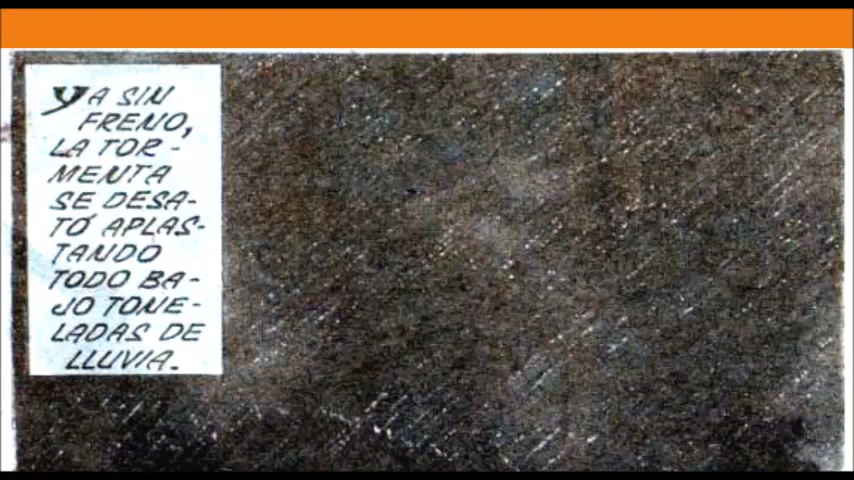 YA SIN
FRENO,
LA TOR-
MENTA
SE DESA-
TÓ APLAS-
TANDO
TODO BA-
JO TONE-
LADAS DE
LLUVIA.